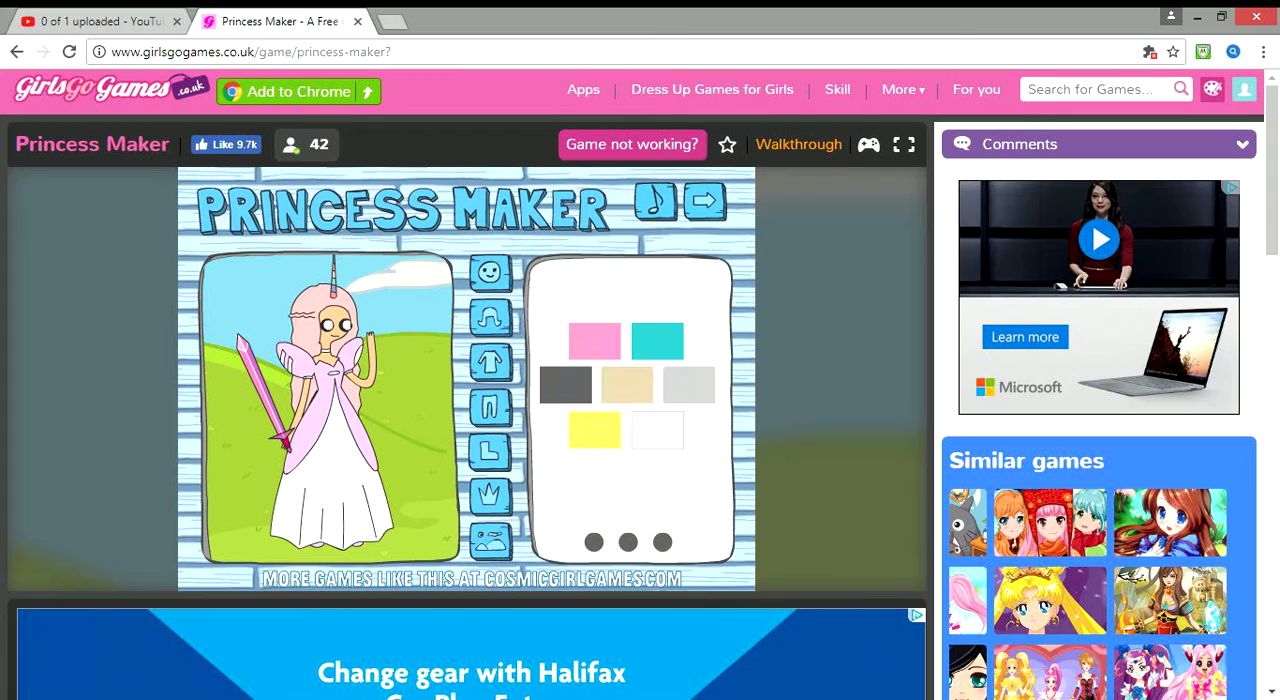 0 of 1 uploaded - YouTu
Princess Maker - A Free
www.girlsgogames.co.uk/game/princess-maker?
GirlsGoGames .co.uk
Add to Chrome
Apps
Dress Up Games for Girls
Skill
More
For you
Search for Games...
Princess Maker
Like 9.7k
42
Game not working?
Walkthrough
Comments
PRINCESS MAKER
MORE GAMES LIKE THIS AT COSMICGIRLGAMES.COM
Learn more
Microsoft
Similar games
Change gear with Halifax